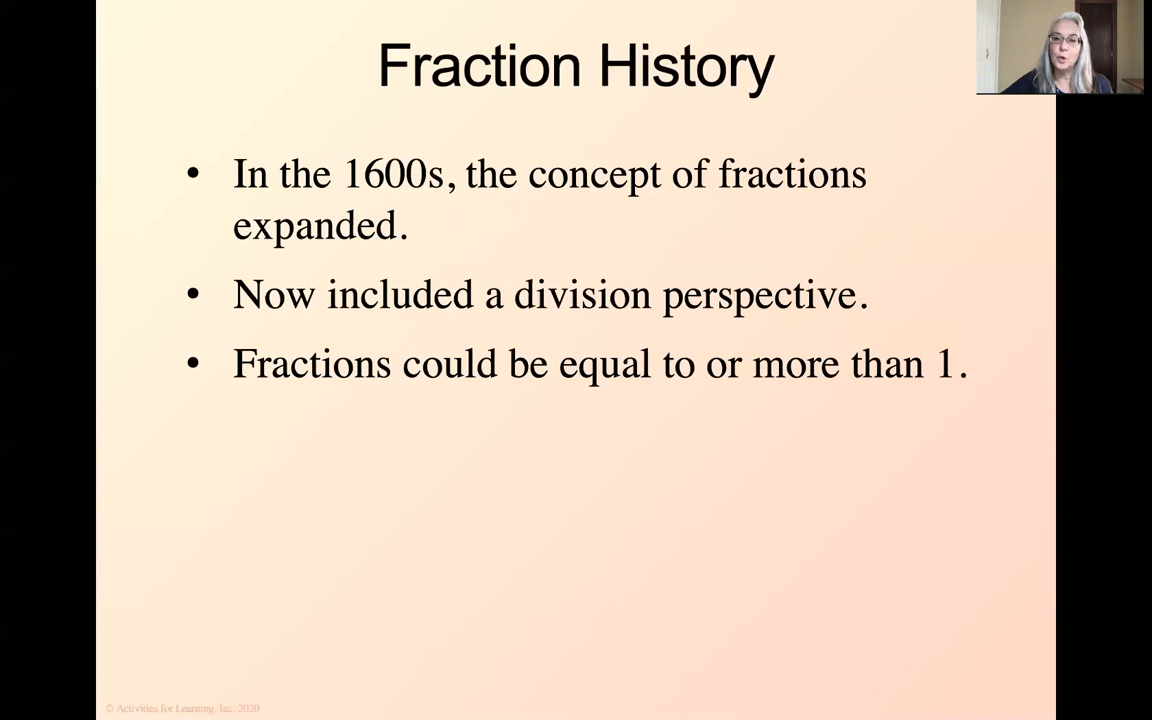 Fraction History
• In the 1600s, the concept of fractions
expanded.
• Now included a division perspective.
• Fractions could be equal to or more than 1.
© Activities for Learning, Inc. 2020